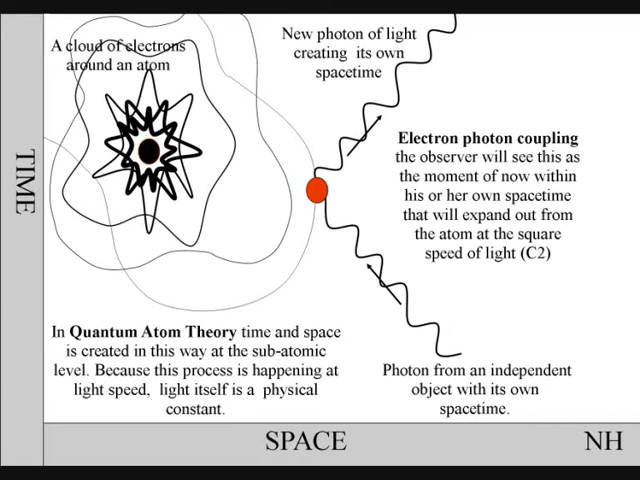 A cloud of electrons
around an atom
New photon of light
creating its own
spacetime
Electron photon coupling
the observer will see this as
the moment of now within
his or her own spacetime
that will expand out from
the atom at the square
speed of light (C2)
TIME
In Quantum Atom Theory time and space
is created in this way at the sub-atomic
level. Because this process is happening at
light speed, light itself is a physical
constant.
Photon from an independent
object with its own
spacetime.
SPACE
NH